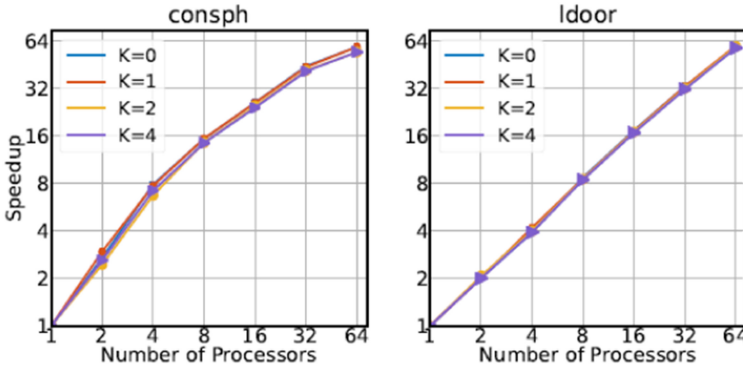 consph
64
32
16
8
4
2
1
Speedup
K=0
K=1
K=2
K=4
1 2 4 8 16 32 64
Number of Processors
ldoor
64
32
16
8
4
2
1
K=0
K=1
K=2
K=4
1 2 4 8 16 32 64
Number of Processors